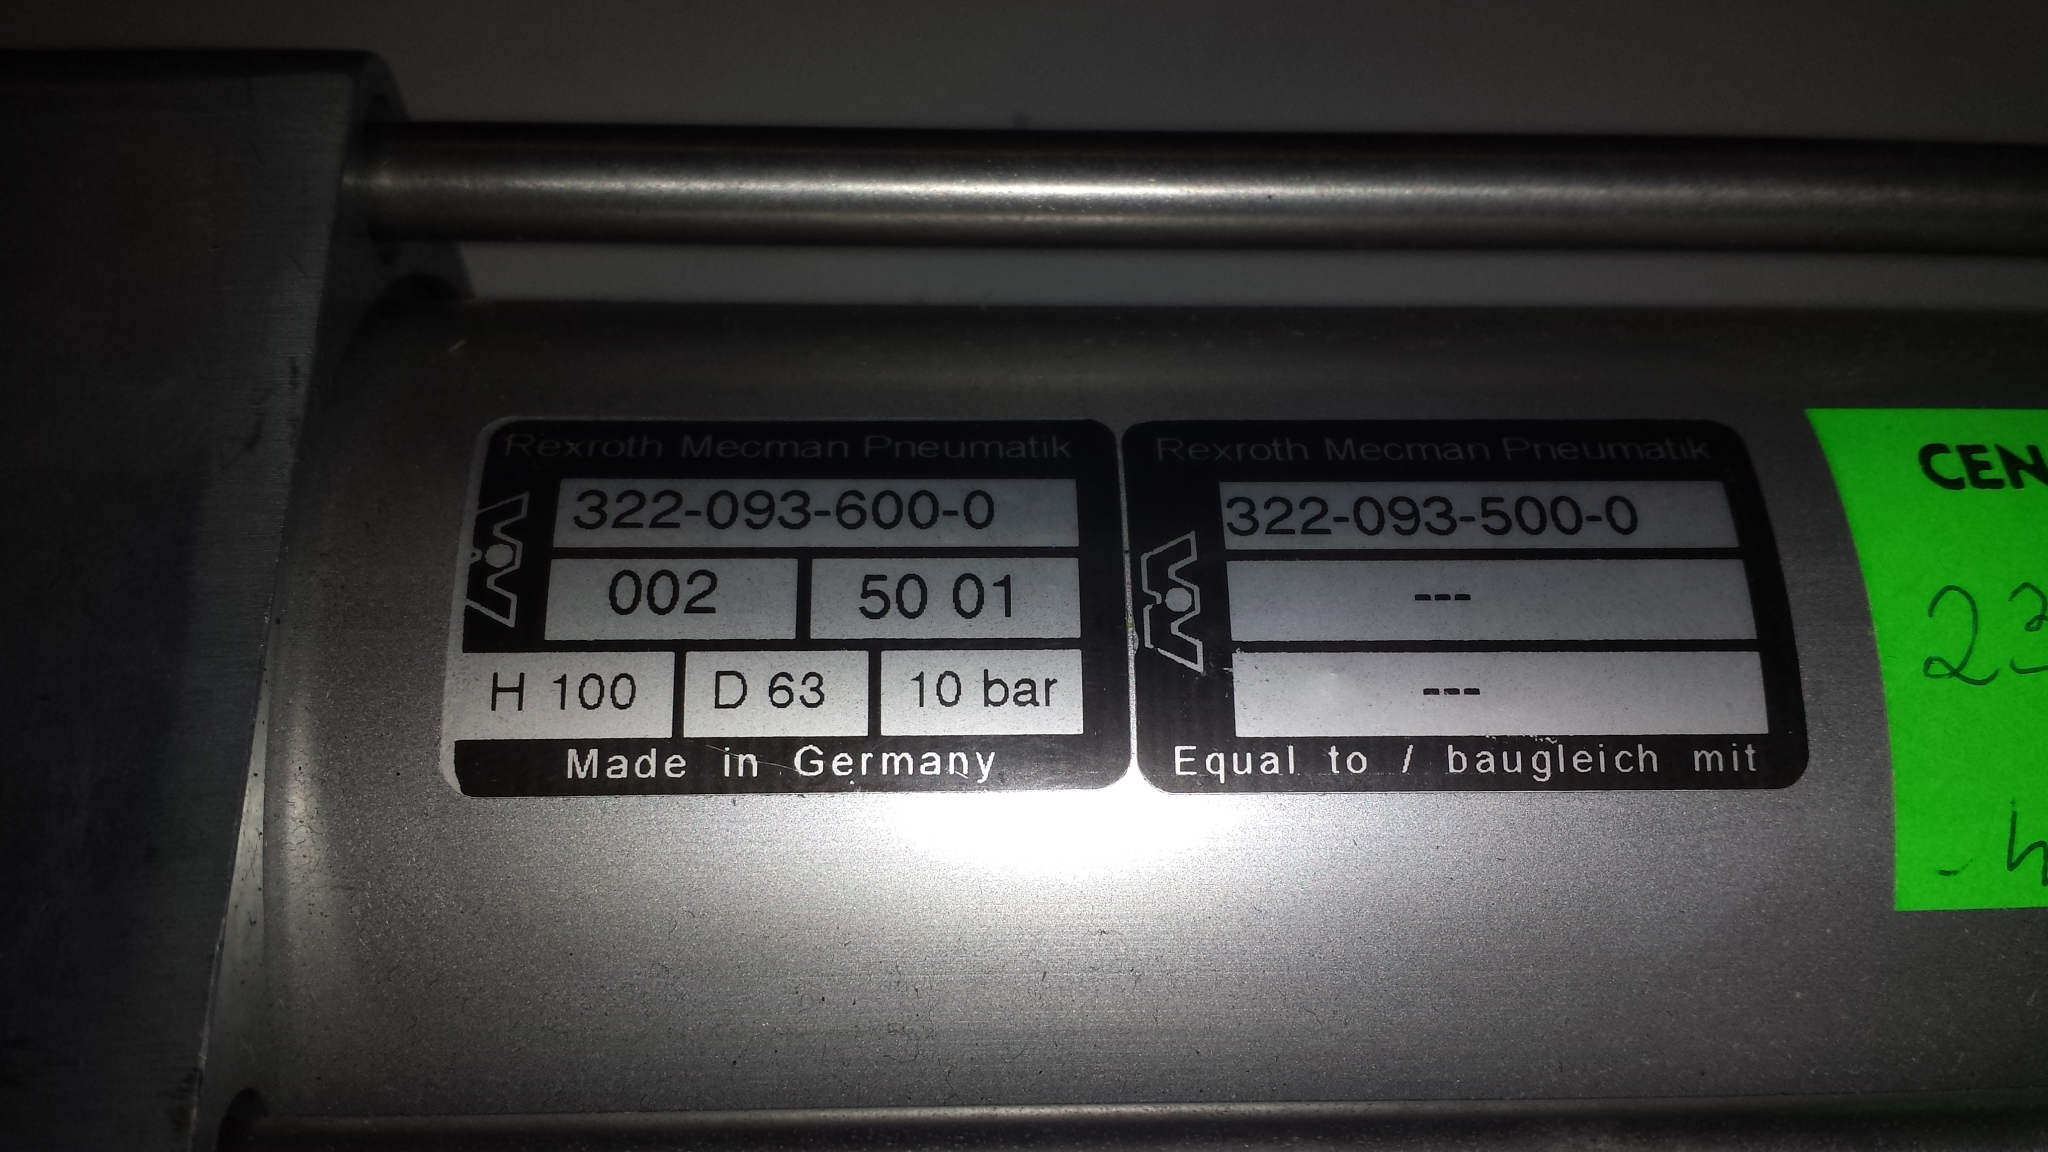 Rexroth Mecman Pneumatik
322-093-600-0
002 50 01
H 100 D 63 10 bar
Made in Germany
Rexroth Mecman Pneumatik
322-093-500-0
---
---
Equal to / baugleich mit